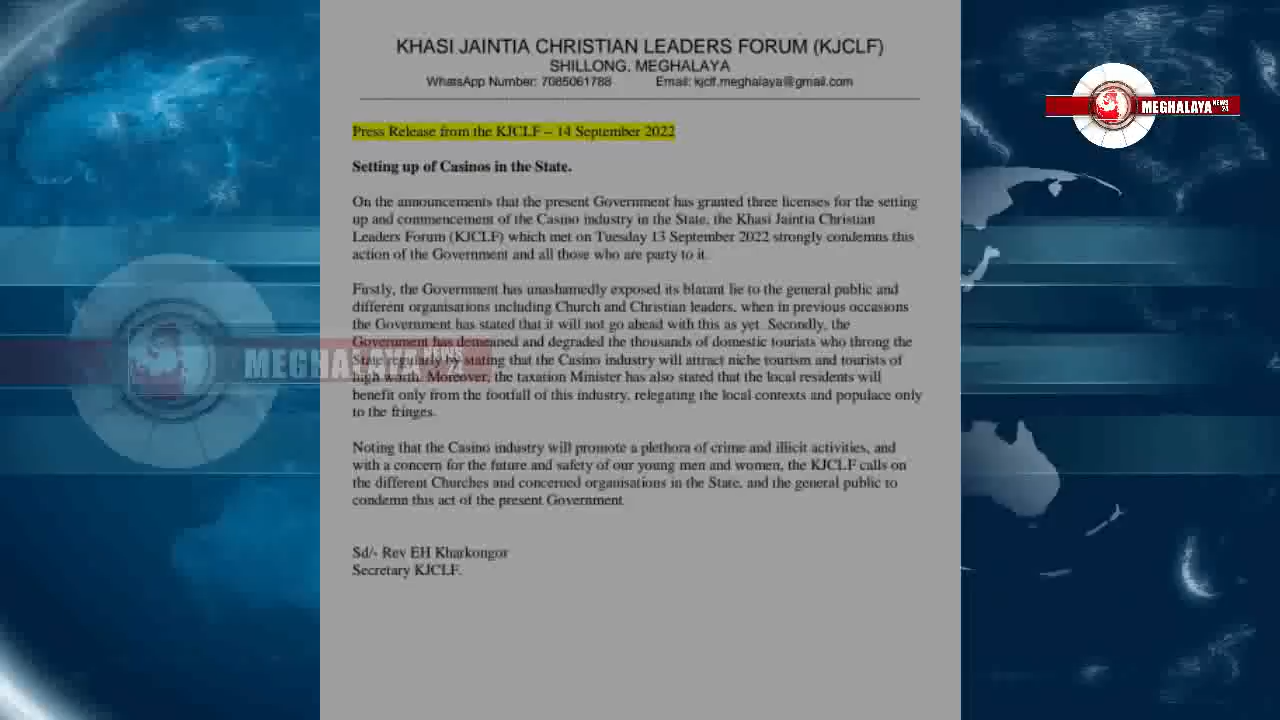 KHASI JAINTIA CHRISTIAN LEADERS FORUM (KJCLF)
SHILLONG, MEGHALAYA
WhatsApp Number: 7085061788 Email: kjclf.meghalaya@gmail.com
Press Release from the KJCLF – 14 September 2022
Setting up of Casinos in the State.
On the announcements that the present Government has granted three licenses for the setting
up and commencement of the Casino industry in the State, the Khasi Jaintia Christian
Leaders Forum (KJCLF) which met on Tuesday 13 September 2022 strongly condemns this
action of the Government and all those who are party to it.
Firstly, the Government has unashamedly exposed its blatant lie to the general public and
different organisations including Church and Christian leaders, when in previous occasions
the Government has stated that it will not go ahead with this as yet. Secondly, the
Government has demeaned and degraded the thousands of domestic tourists who throng the
State regularly by stating that the Casino industry will attract niche tourism and tourists of
high worth. Moreover, the taxation Minister has also stated that the local residents will
benefit only from the footfall of this industry, relegating the local contexts and populace only
to the fringes.
Noting that the Casino industry will promote a plethora of crime and illicit activities, and
with a concern for the future and safety of our young men and women, the KJCLF calls on
the different Churches and concerned organisations in the State, and the general public to
condemn this act of the present Government.
Sd/- Rev EH Kharkongor
Secretary KJCLF.
MEGHALAYA NEWS 24
MEGHALAYA NEWS 24